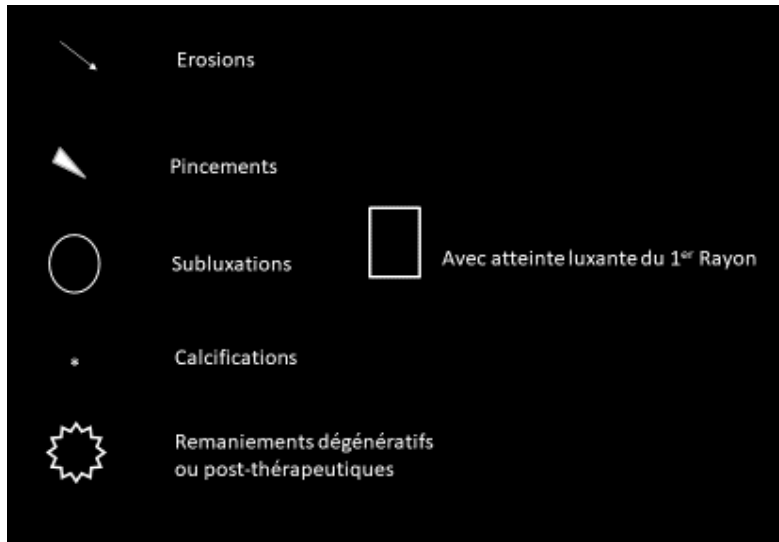 Erosions
Pincements
Subluxations
Avec atteinte luxante du 1er Rayon
Calcifications
*
Remaniements dégénératifs
ou post-thérapeutiques